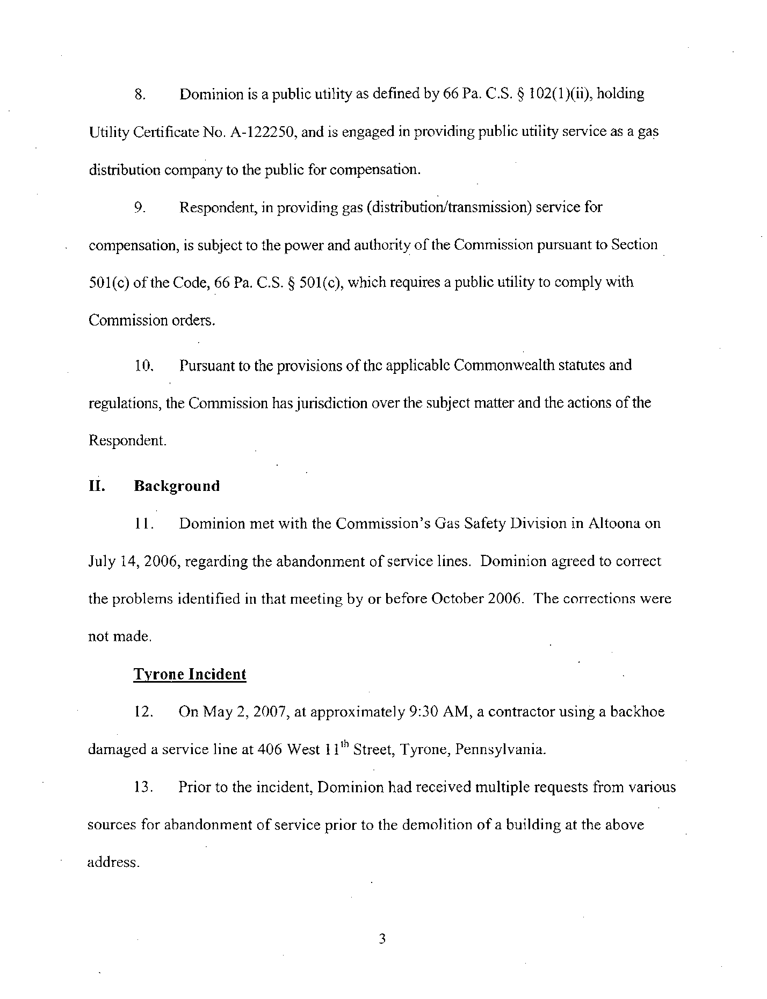 8. Dominion is a public utility as defined by 66 Pa. C.S. § 102(1)(ii), holding
Utility Certificate No. A-122250, and is engaged in providing public utility service as a gas
distribution company to the public for compensation.
9. Respondent, in providing gas (distribution/transmission) service for
compensation, is subject to the power and authority of the Commission pursuant to Section
501(c) of the Code, 66 Pa. C.S. § 501(c), which requires a public utility to comply with
Commission orders.
10. Pursuant to the provisions of the applicable Commonwealth statutes and
regulations, the Commission has jurisdiction over the subject matter and the actions of the
Respondent.
II. Background
11. Dominion met with the Commission's Gas Safety Division in Altoona on
July 14, 2006, regarding the abandonment of service lines. Dominion agreed to correct
the problems identified in that meeting by or before October 2006. The corrections were
not made.
Tyrone Incident
12. On May 2, 2007, at approximately 9:30 AM, a contractor using a backhoe
damaged a service line at 406 West 11th Street, Tyrone, Pennsylvania.
13. Prior to the incident, Dominion had received multiple requests from various
sources for abandonment of service prior to the demolition of a building at the above
address.
3